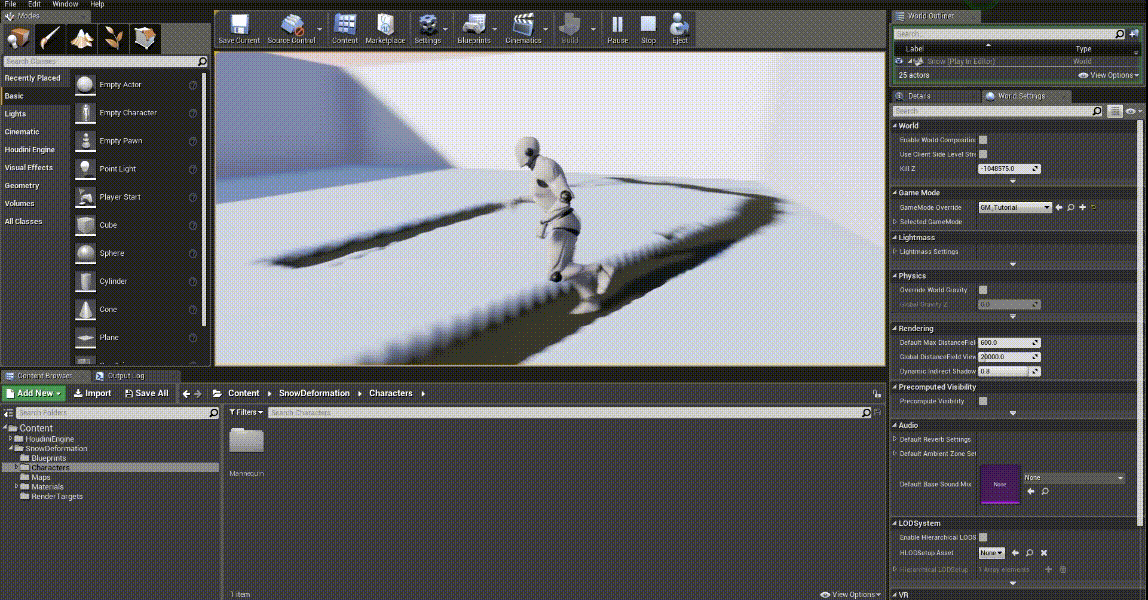 File Edit Window Help
Modes
Search Classes
Recently Placed
Basic
Lights
Cinematic
Houdini Engine
Visual Effects
Geometry
Volumes
All Classes
Empty Actor
Empty Character
Empty Pawn
Point Light
Player Start
Cube
Sphere
Cylinder
Cone
Plane
Save Current Source Control Content Marketplace Settings Blueprints Cinematics Build Pause Stop Eject
World Outliner
Search...
Label Type
Snow (Play In Editor) World
25 actors View Options
Details World Settings
Search
World
Enable World Compositio
Use Client Side Level Stre
Kill Z -1048575.0
Game Mode
GameMode Override GM_Tutorial
Selected GameMode
Lightmass
Lightmass Settings
Physics
Override World Gravity
Global Gravity Z 0.0
Rendering
Default Max DistanceField 600.0
Global DistanceField View 20000.0
Dynamic Indirect Shadow 0.8
Precomputed Visibility
Precompute Visibility
Audio
Default Reverb Settings
Default Ambient Zone Set
Default Base Sound Mix None None
LODSystem
Enable Hierarchical LODS
HLODSetup Asset None
Hierarchical LODSetup 1 Array elements
VR
Content Browser Output Log
Add New Import Save All Content SnowDeformation Characters
Search Folders
Content
HoudiniEngine
SnowDeformation
Blueprints
Characters
Maps
Materials
RenderTargets
Filters Search Characters
Mannequin
1 item View Options